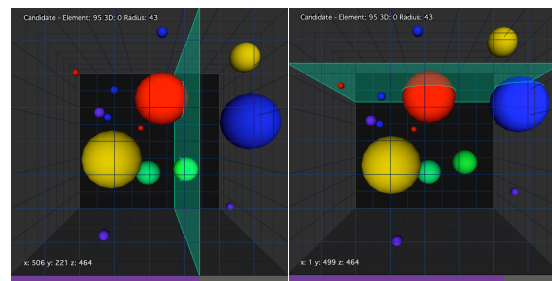 Candidate - Element: 95 3D: 0 Radius: 43
x: 506 y: 221 z: 464
Candidate - Element: 95 3D: 0 Radius: 43
x: 1 y: 499 z: 464